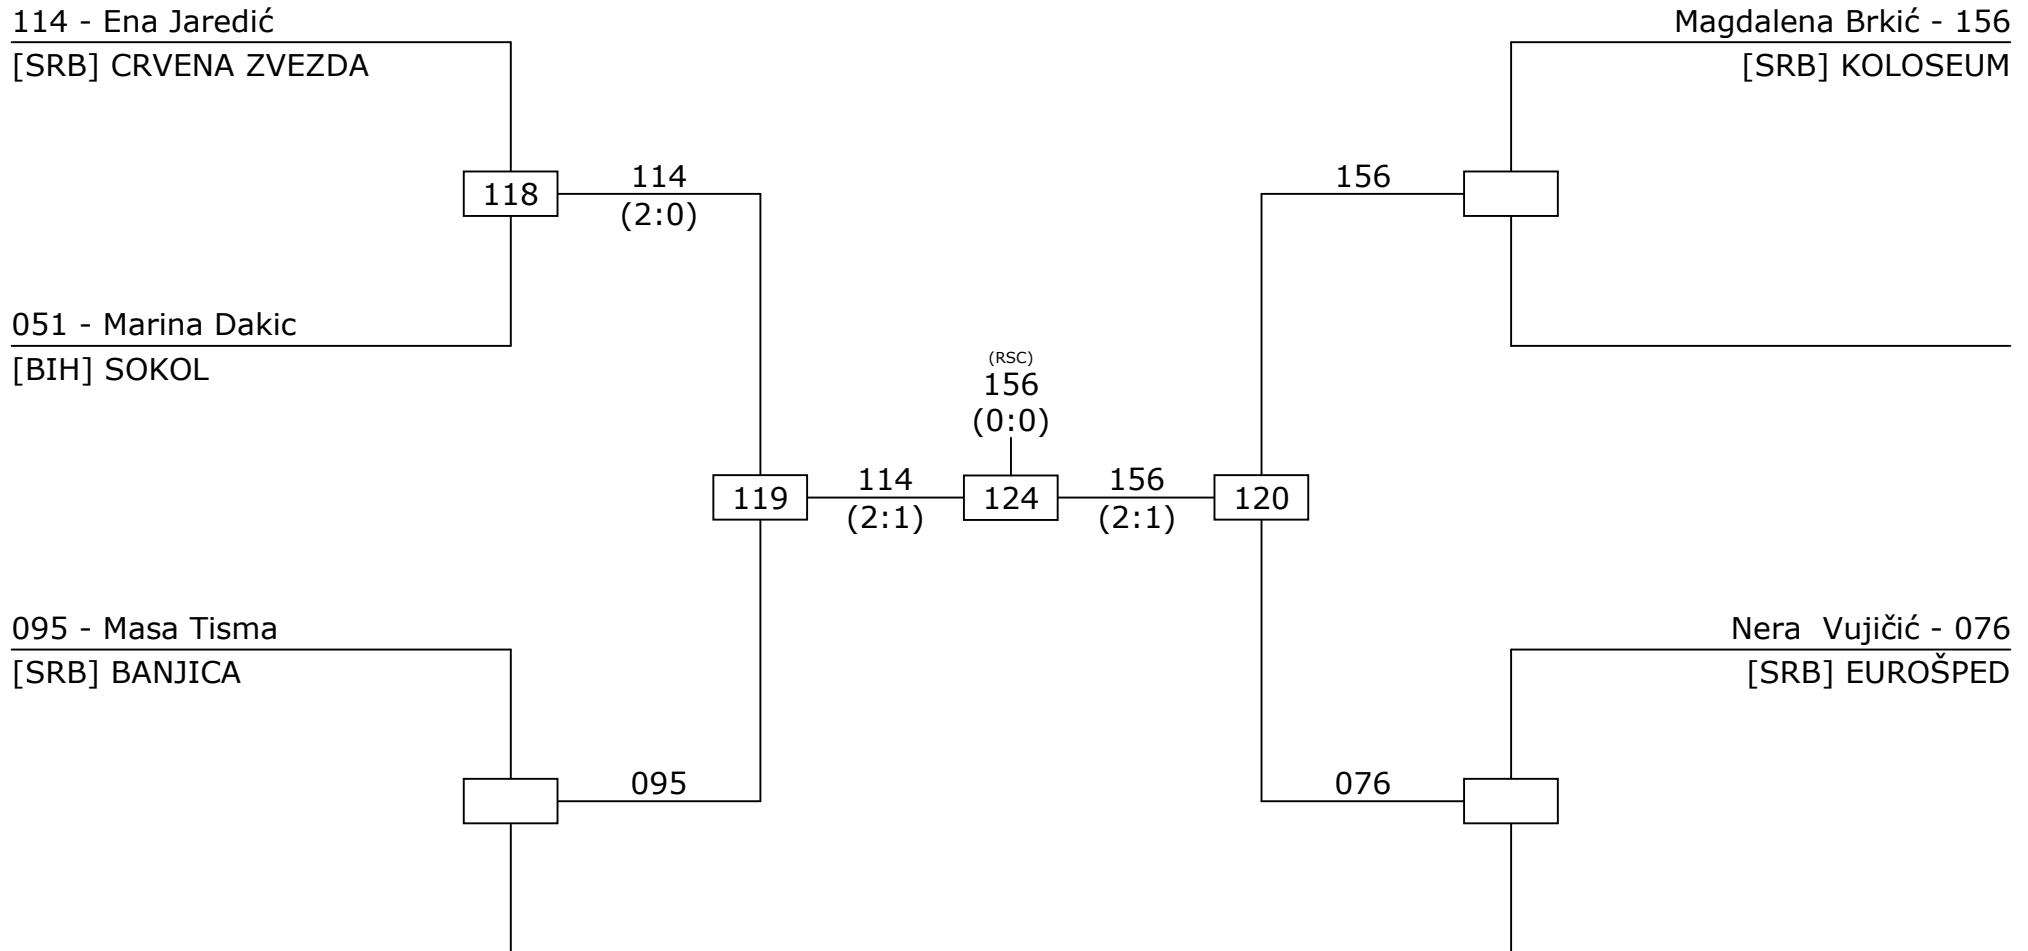 114 - Ena Jaredić
[SRB] CRVENA ZVEZDA
Magdalena Brkić - 156
[SRB] KOLOSEUM
118
114
(2:0)
156
051 - Marina Dakic
[BIH] SOKOL
(RSC)
156
(0:0)
119
114
(2:1)
124
156
(2:1)
120
095 - Masa Tisma
[SRB] BANJICA
Nera  Vujičić - 076
[SRB] EUROŠPED
095
076